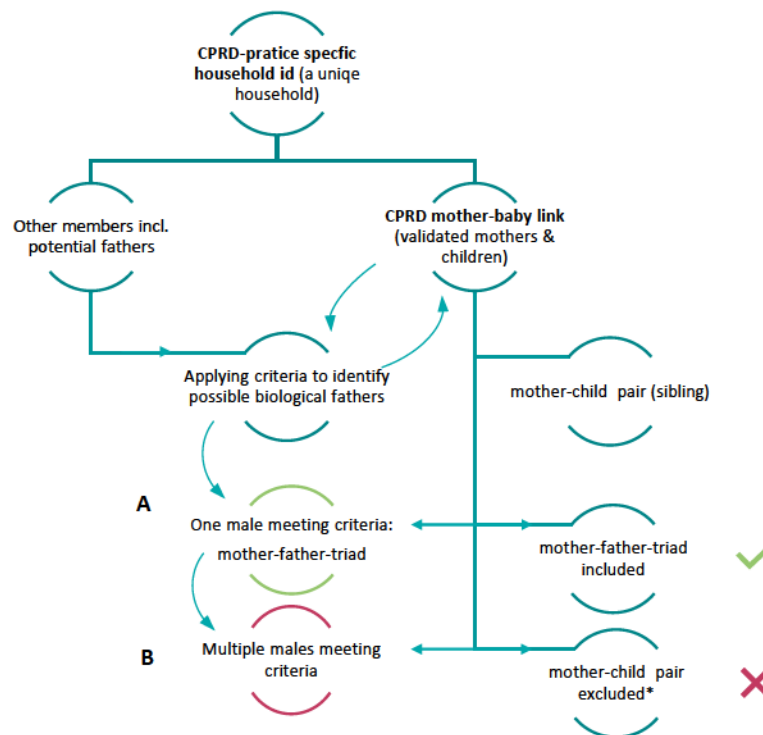 CPRD-pratice specfic
household id (a uniqe
household)
Other members incl.
potential fathers
CPRD mother-baby link
(validated mothers &
children)
Applying criteria to identify
possible biological fathers
mother-child pair (sibling)
A
One male meeting criteria:
mother-father-triad
mother-father-triad
included
B
Multiple males meeting
criteria
mother-child pair
excluded*